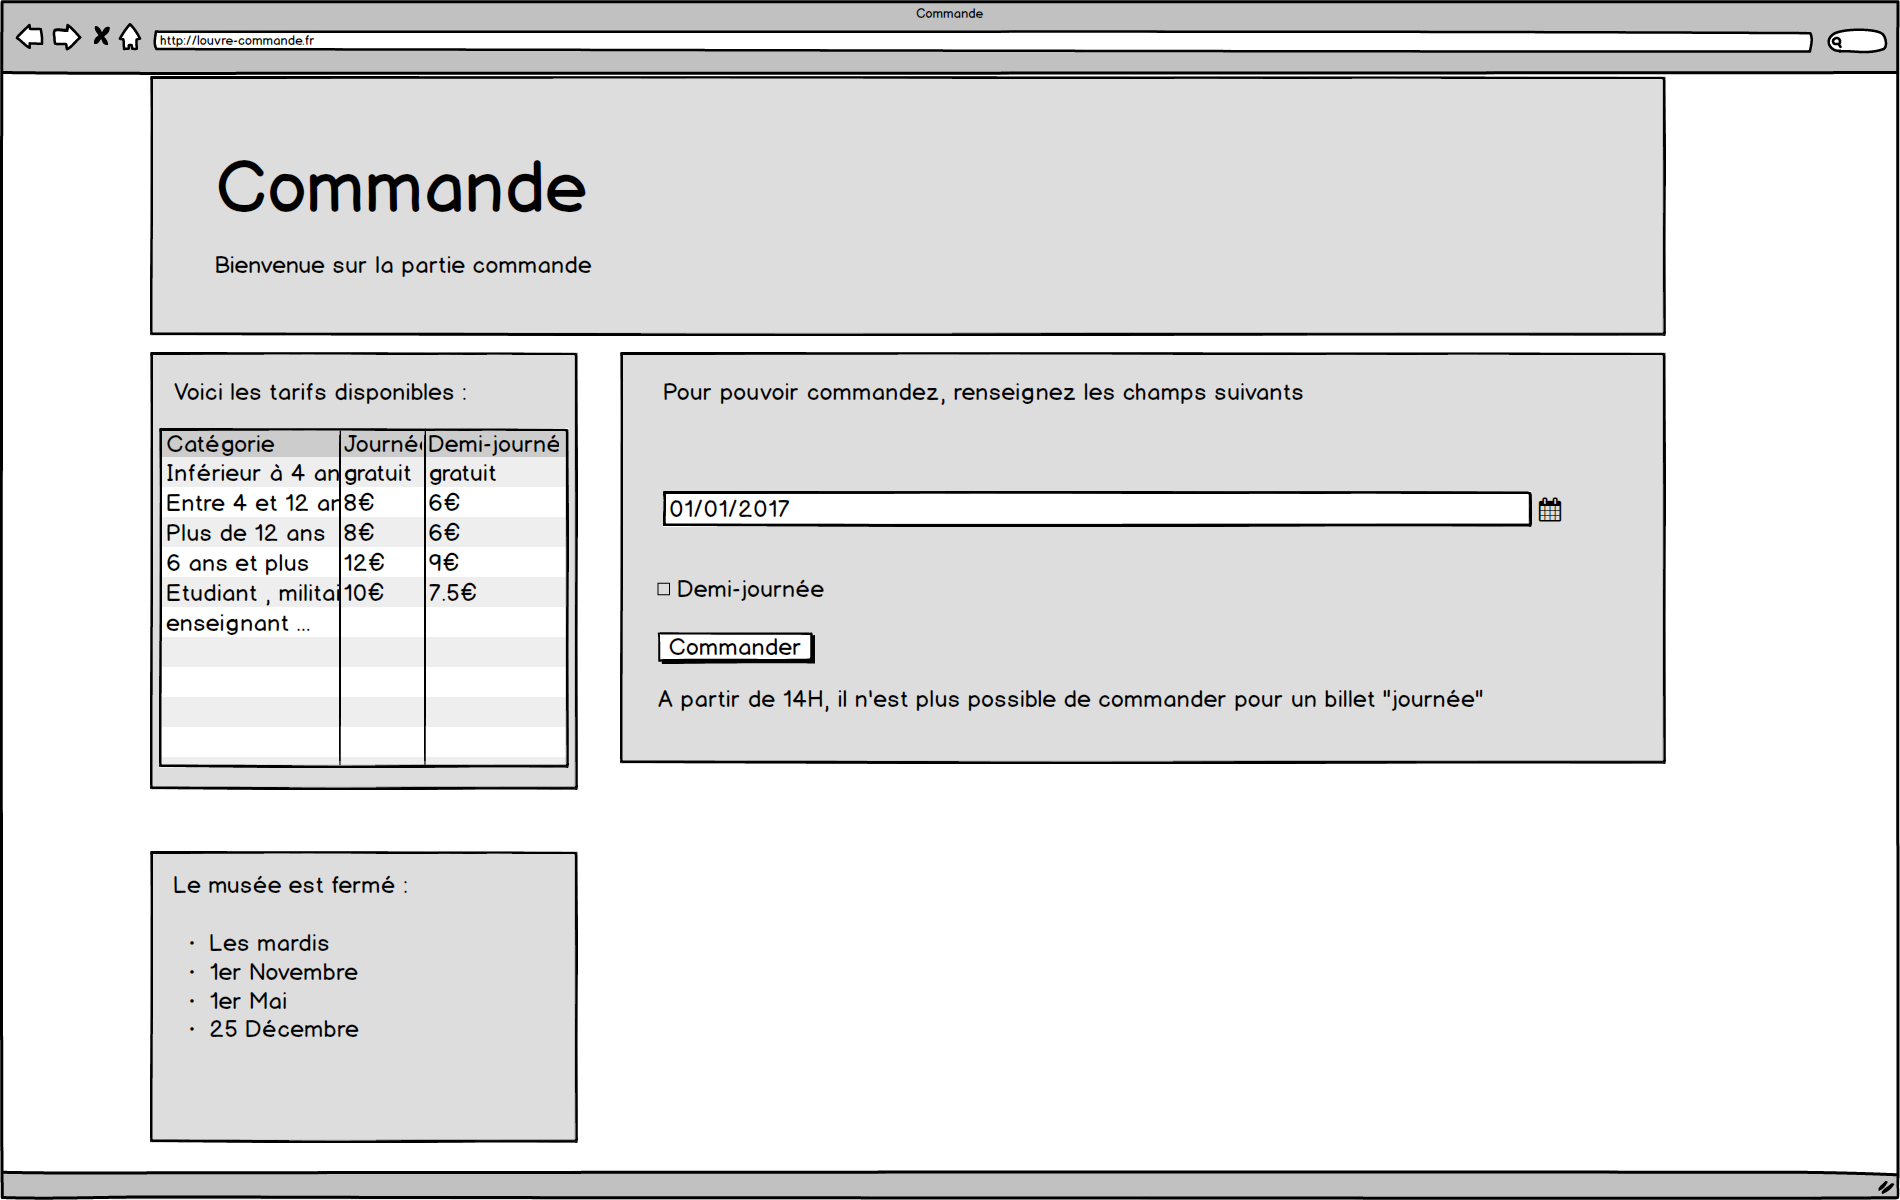 Commande
http://louvre-commande.fr
Commande
Bienvenue sur la partie commande
Voici les tarifs disponibles :
Catégorie Journé Demi-journé
Inférieur à 4 an gratuit gratuit
Entre 4 et 12 an 8€ 6€
Plus de 12 ans 8€ 6€
6 ans et plus 12€ 9€
Etudiant , militai 10€ 7.5€
enseignant ...
Pour pouvoir commandez, renseignez les champs suivants
01/01/2017
Demi-journée
Commander
A partir de 14H, il n'est plus possible de commander pour un billet "journée"
Le musée est fermé :
• Les mardis
• 1er Novembre
• 1er Mai
• 25 Décembre